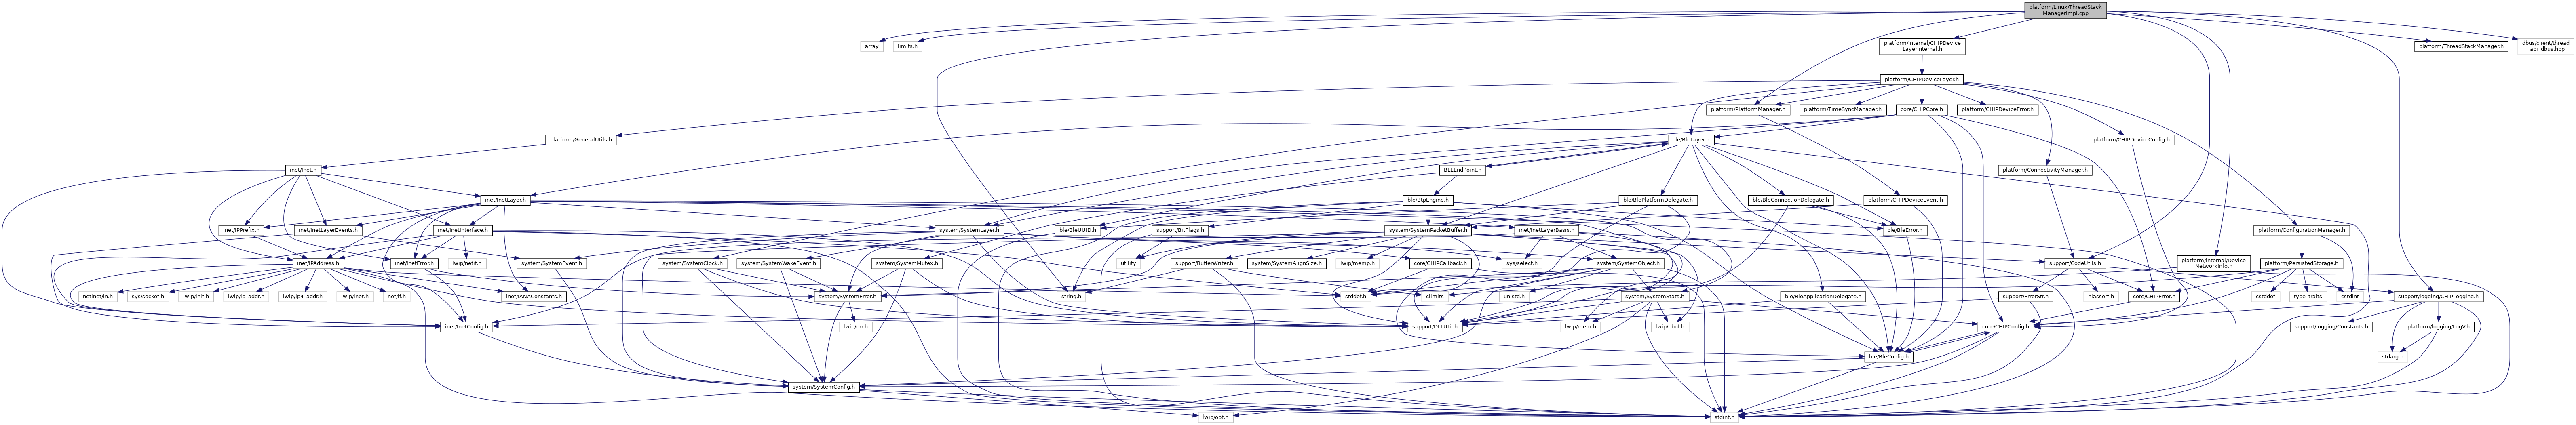 platform/Linux/ThreadStack
ManagerImpl.cpp
array
limits.h
platform/internal/CHIPDevice
LayerInternal.h
platform/ThreadStackManager.h
dbus/client/thread
_api_dbus.hpp
platform/CHIPDeviceLayer.h
platform/PlatformManager.h
platform/TimeSyncManager.h
core/CHIPCore.h
platform/CHIPDeviceError.h
platform/GeneralUtils.h
ble/BleLayer.h
platform/CHIPDeviceConfig.h
inet/Inet.h
BLEEndPoint.h
platform/ConnectivityManager.h
inet/InetLayer.h
ble/BtpEngine.h
ble/BlePlatformDelegate.h
ble/BleConnectionDelegate.h
platform/CHIPDeviceEvent.h
inet/IPPrefix.h
inet/InetLayerEvents.h
inet/InetInterface.h
system/SystemLayer.h
ble/BleUUID.h
support/BitFlags.h
system/SystemPacketBuffer.h
inet/InetLayerBasis.h
ble/BleError.h
platform/ConfigurationManager.h
inet/IPAddress.h
inet/InetError.h
lwip/netif.h
system/SystemEvent.h
system/SystemClock.h
system/SystemWakeEvent.h
system/SystemMutex.h
utility
support/BufferWriter.h
system/SystemAlignSize.h
lwip/memp.h
core/CHIPCallback.h
sys/select.h
system/SystemObject.h
support/CodeUtils.h
platform/internal/Device
NetworkInfo.h
platform/PersistedStorage.h
netinet/in.h
sys/socket.h
lwip/init.h
lwip/ip_addr.h
lwip/ip4_addr.h
lwip/inet.h
net/if.h
inet/IANAConstants.h
system/SystemError.h
string.h
stddef.h
climits
unistd.h
system/SystemStats.h
ble/BleApplicationDelegate.h
support/ErrorStr.h
nlassert.h
core/CHIPError.h
cstddef
type_traits
cstdint
support/logging/CHIPLogging.h
inet/InetConfig.h
lwip/err.h
support/DLLUtil.h
lwip/mem.h
lwip/pbuf.h
core/CHIPConfig.h
support/logging/Constants.h
platform/logging/LogV.h
ble/BleConfig.h
stdarg.h
system/SystemConfig.h
lwip/opt.h
stdint.h